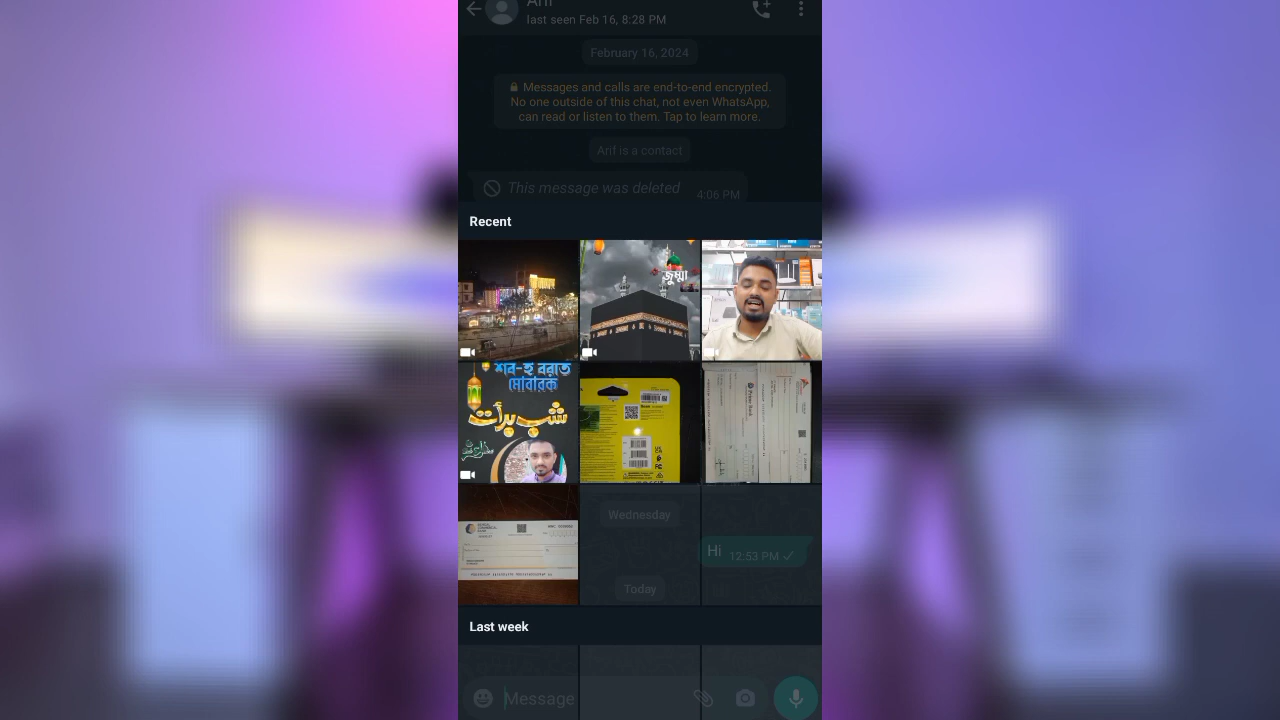 Arif
last seen Feb 16, 8:28 PM
February 16, 2024
Messages and calls are end-to-end encrypted.
No one outside of this chat, not even WhatsApp,
can read or listen to them. Tap to learn more.
Arif is a contact
This message was deleted
4:06 PM
Recent
জুম্মা
শব-ই বরাত
মোবারক
شب برأت
Wednesday
Hi
12:53 PM
Today
Last week
Message